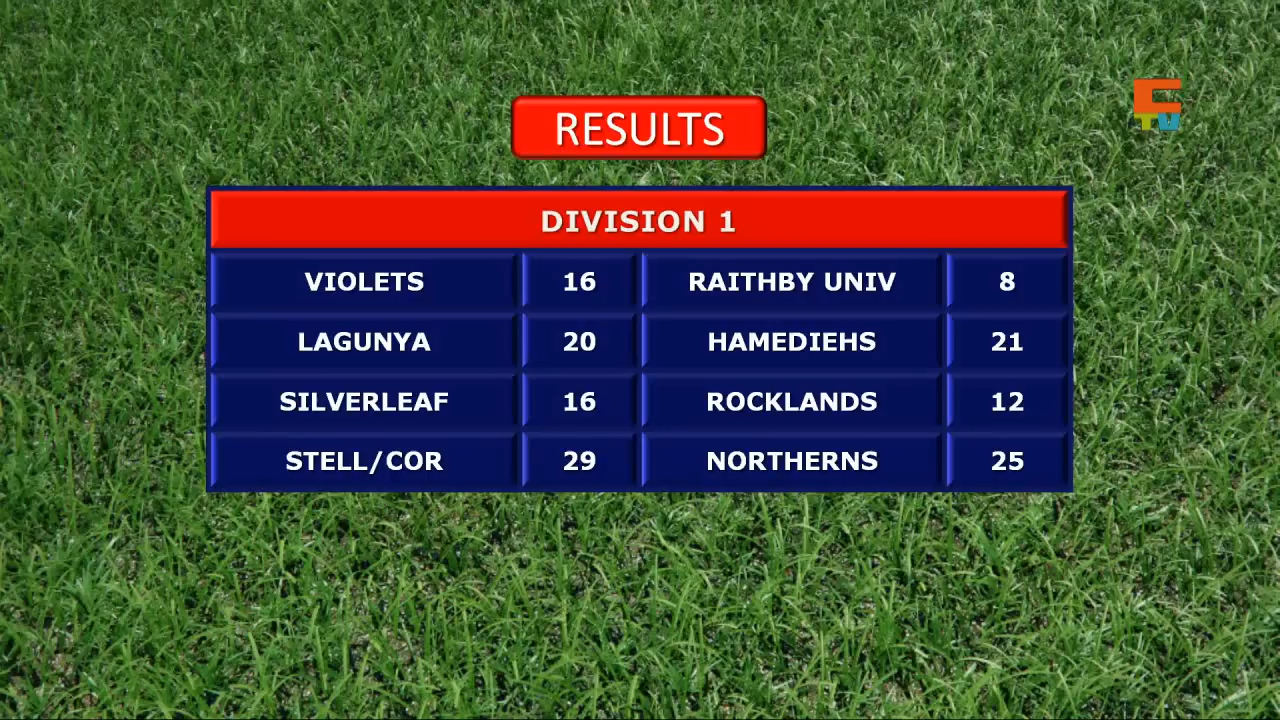 CTV
RESULTS
DIVISION 1
VIOLETS 16 RAITHBY UNIV 8
LAGUNYA 20 HAMEDIEHS 21
SILVERLEAF 16 ROCKLANDS 12
STELL/COR 29 NORTHERNS 25